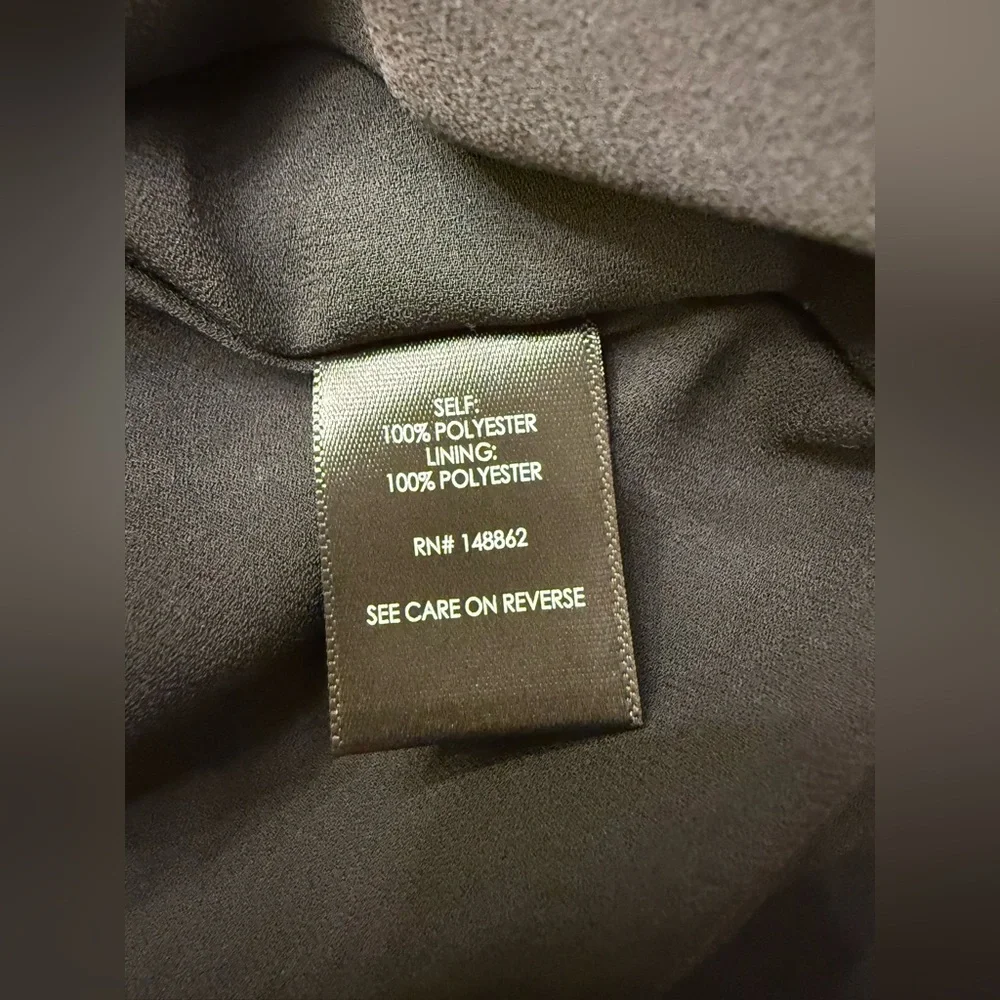 SELF:
100% POLYESTER
LINING:
100% POLYESTER
RN# 148862
SEE CARE ON REVERSE